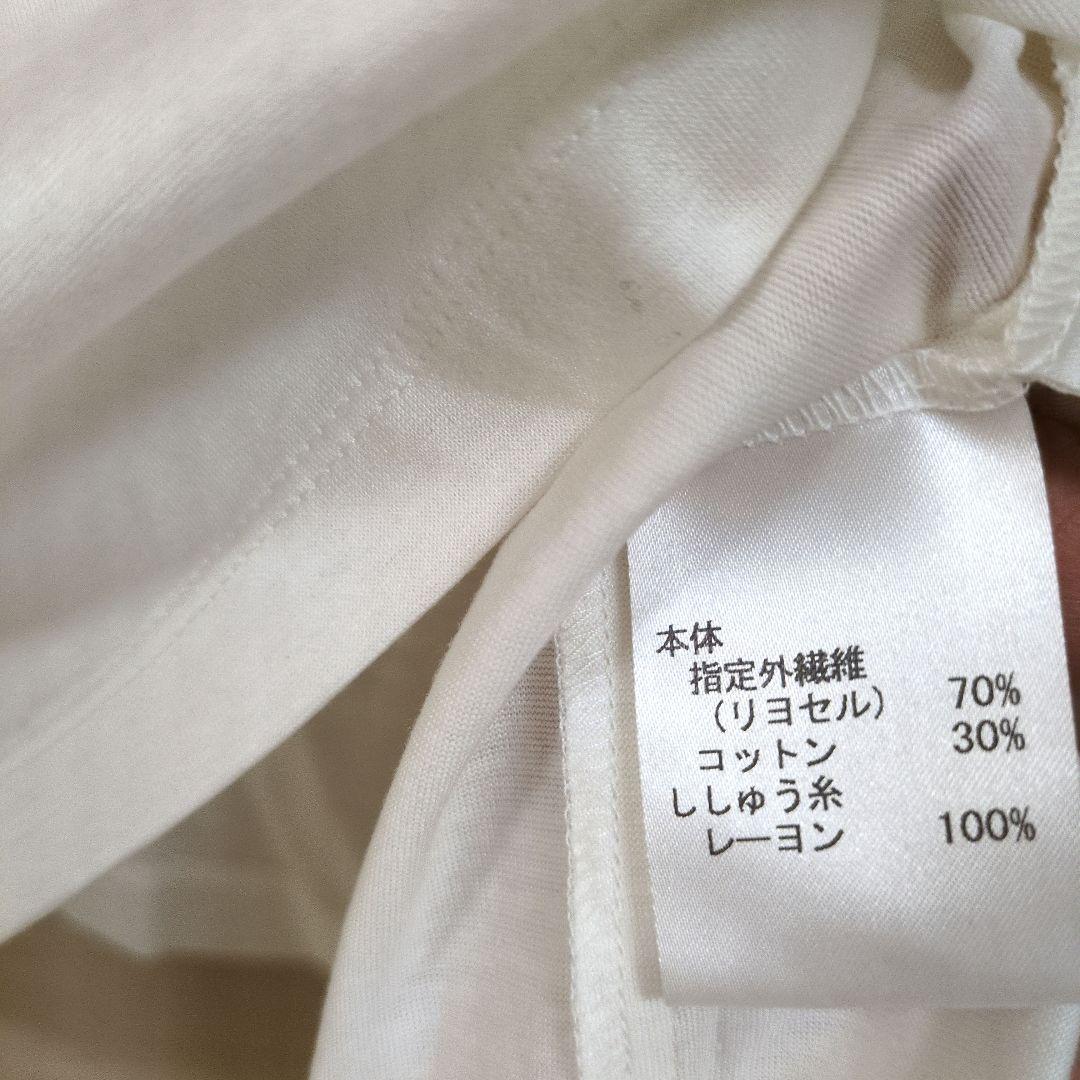 本体
指定外繊維
（リヨセル） 70%
コットン 30%
ししゅう糸
レーヨン 100%